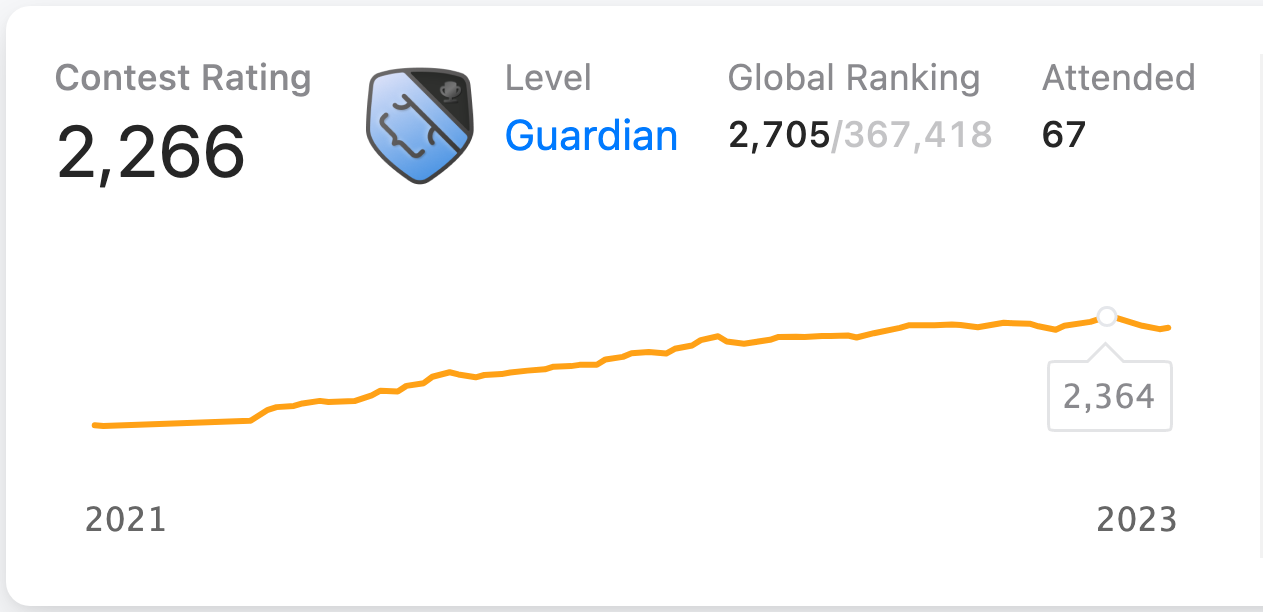 Contest Rating
2,266
Level
Guardian
Global Ranking
2,705/367,418
Attended
67
2,364
2021
2023